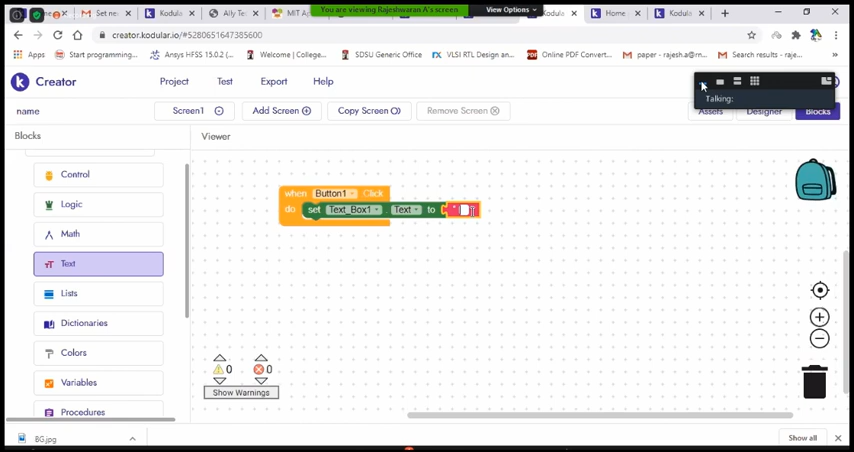 You are viewing Rajeshwaran A's screen
View Options
Set ne
Kodula
Ally Te
MIT Ap
Kodul
Home
Kodul
creator.kodular.io/#5280651647385600
Apps
Start programming...
Ansys HFSS 15.0647...
Welcome | College...
SDSU Generic Office
VLSI RTL Design an...
Online PDF Convert...
paper - rajesh.a@rn...
Search results - raje...
Creator
Project
Test
Export
Help
Talking:
name
Screen1
Add Screen
Copy Screen
Remove Screen
Assets
Designer
Blocks
Blocks
Viewer
Control
Logic
Math
Text
Lists
Dictionaries
Colors
Variables
Procedures
when Button1 .Click
do set Text_Box1 . Text to "
0
0
Show Warnings
BG.jpg
Show all